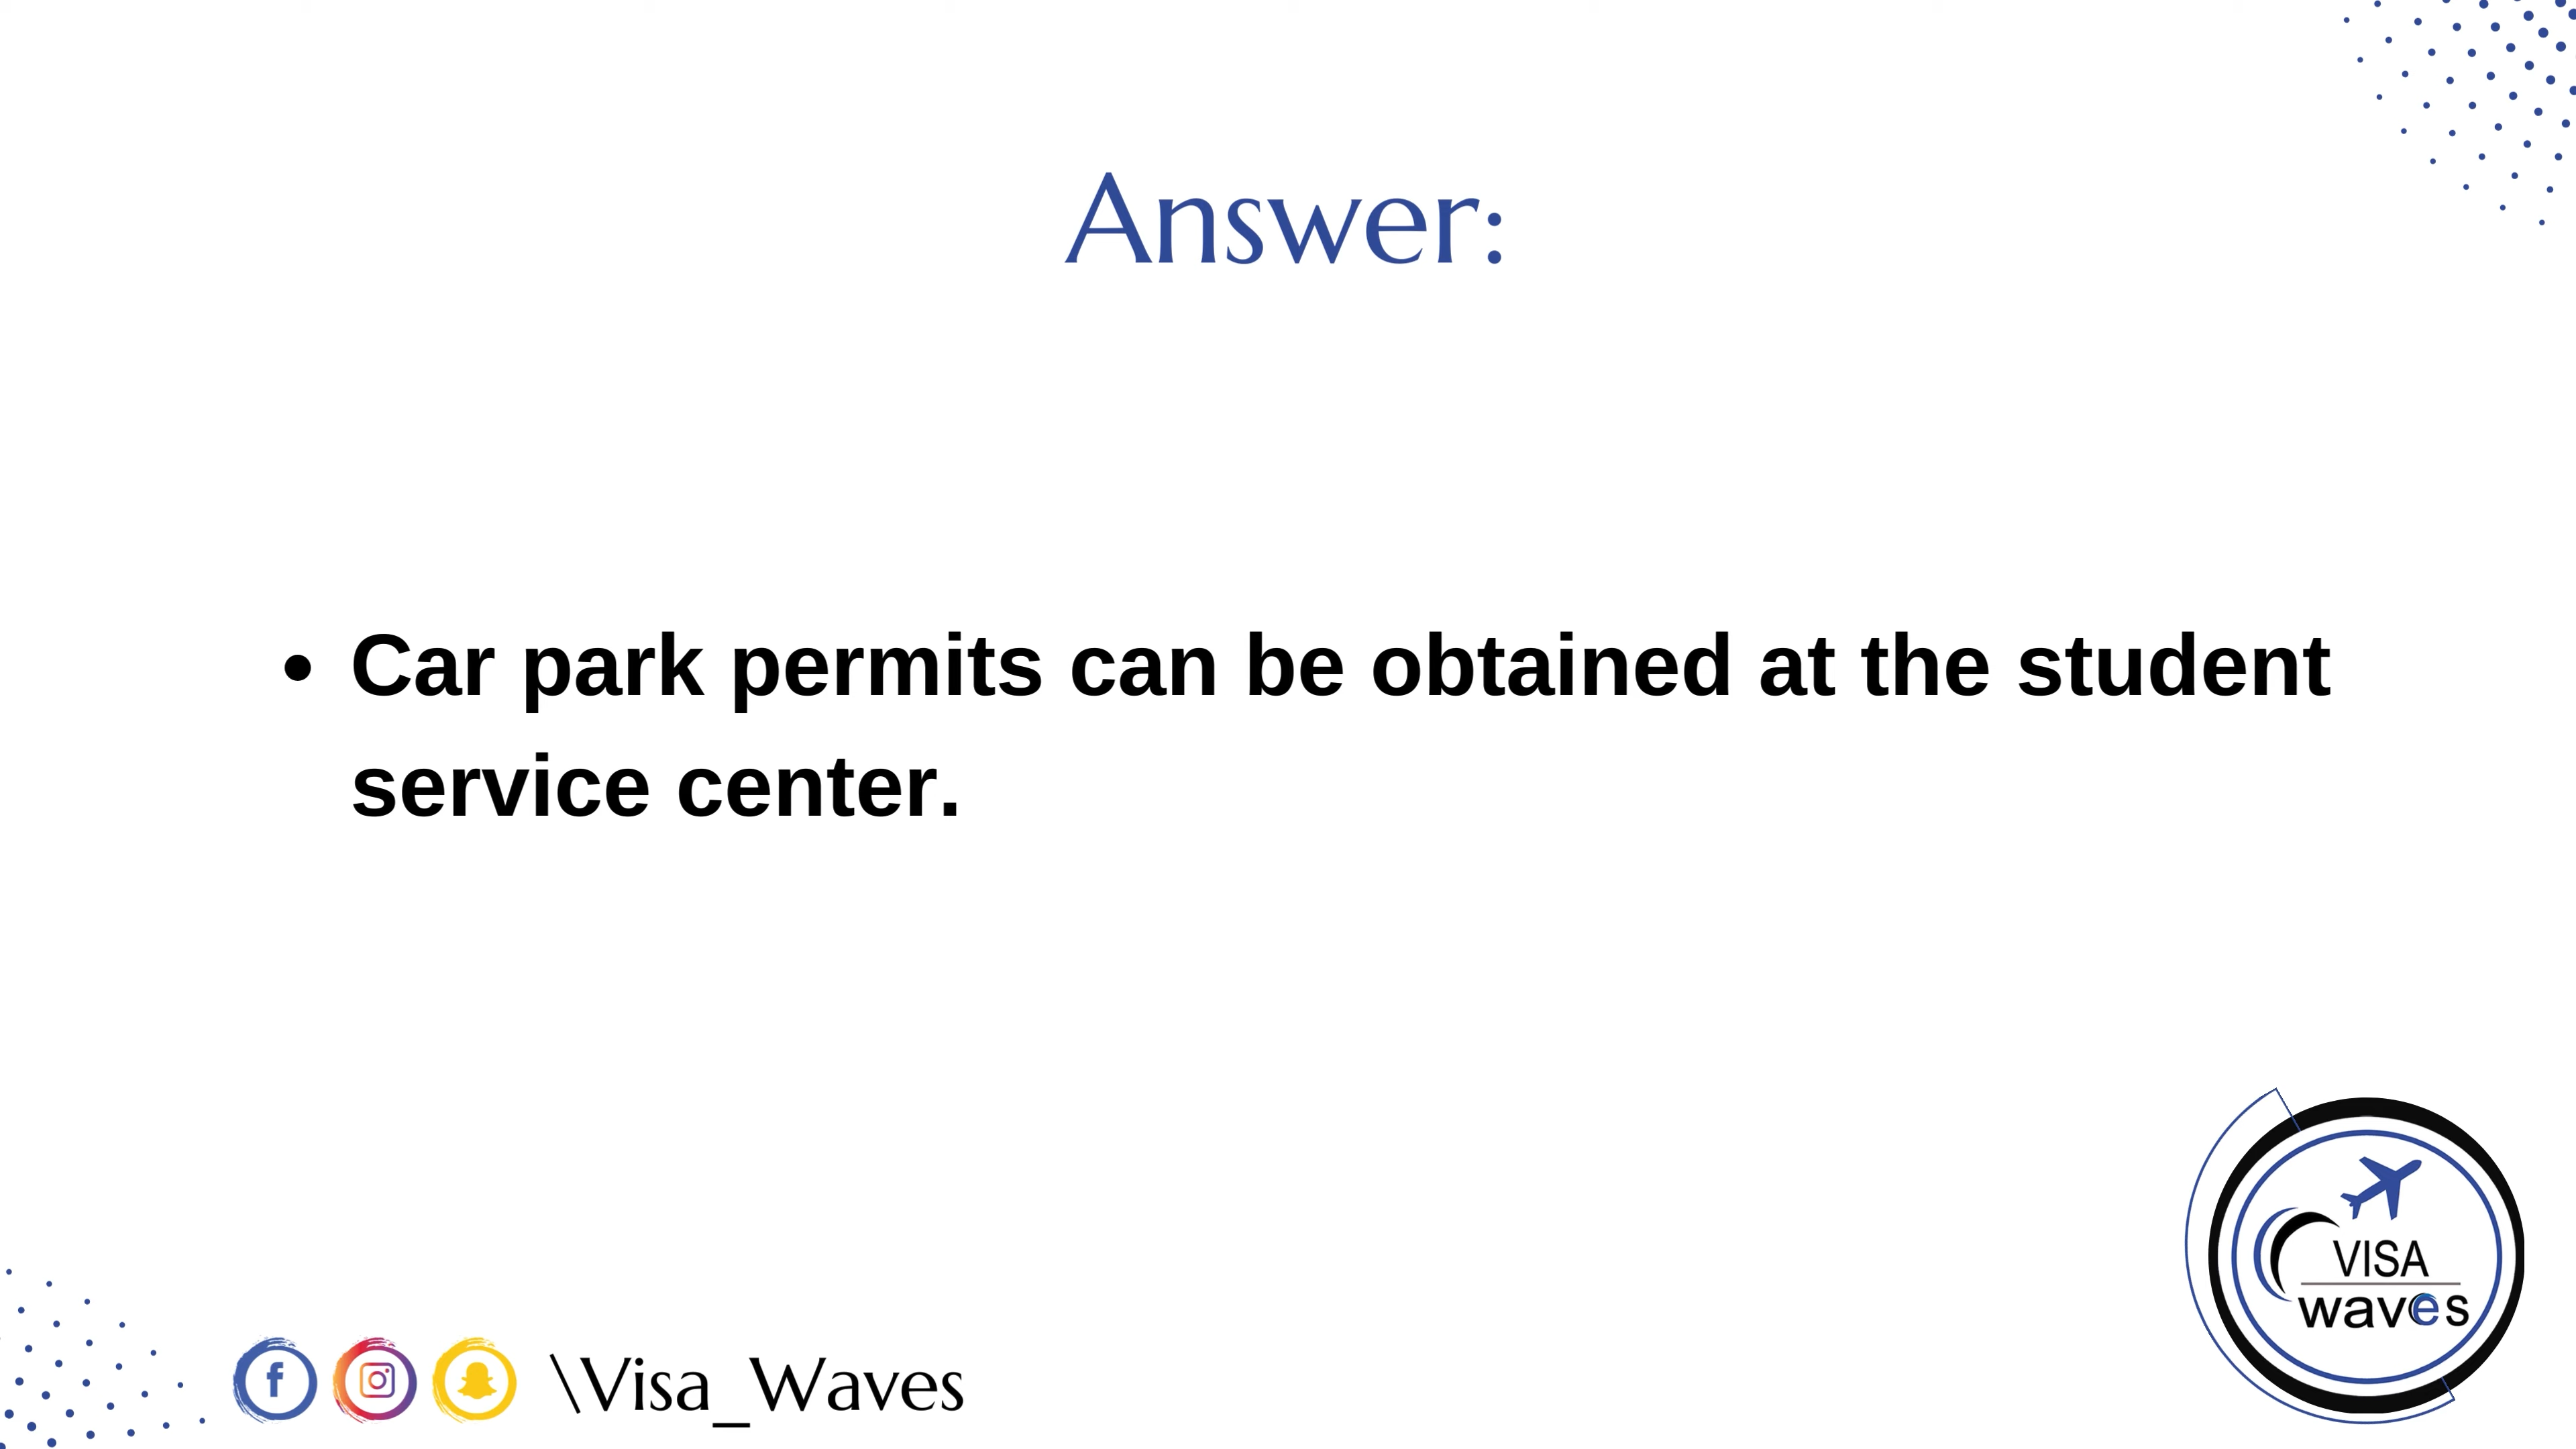 Answer:
• Car park permits can be obtained at the student
service center.
VISA
waves
\Visa_Waves